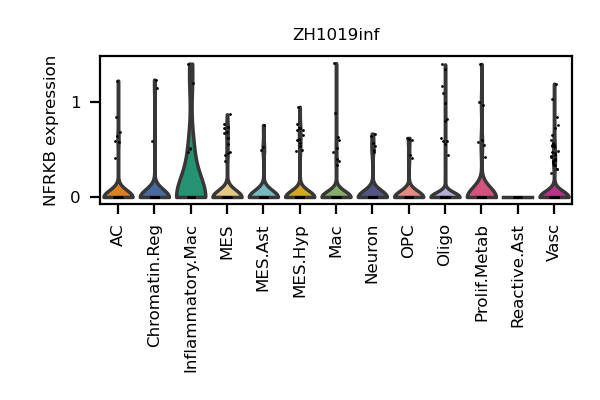 ZH1019inf
NFRKB expression
1
0
AC
Chromatin.Reg
Inflammatory.Mac
MES
MES.Ast
MES.Hyp
Mac
Neuron
OPC
Oligo
Prolif.Metab
Reactive.Ast
Vasc